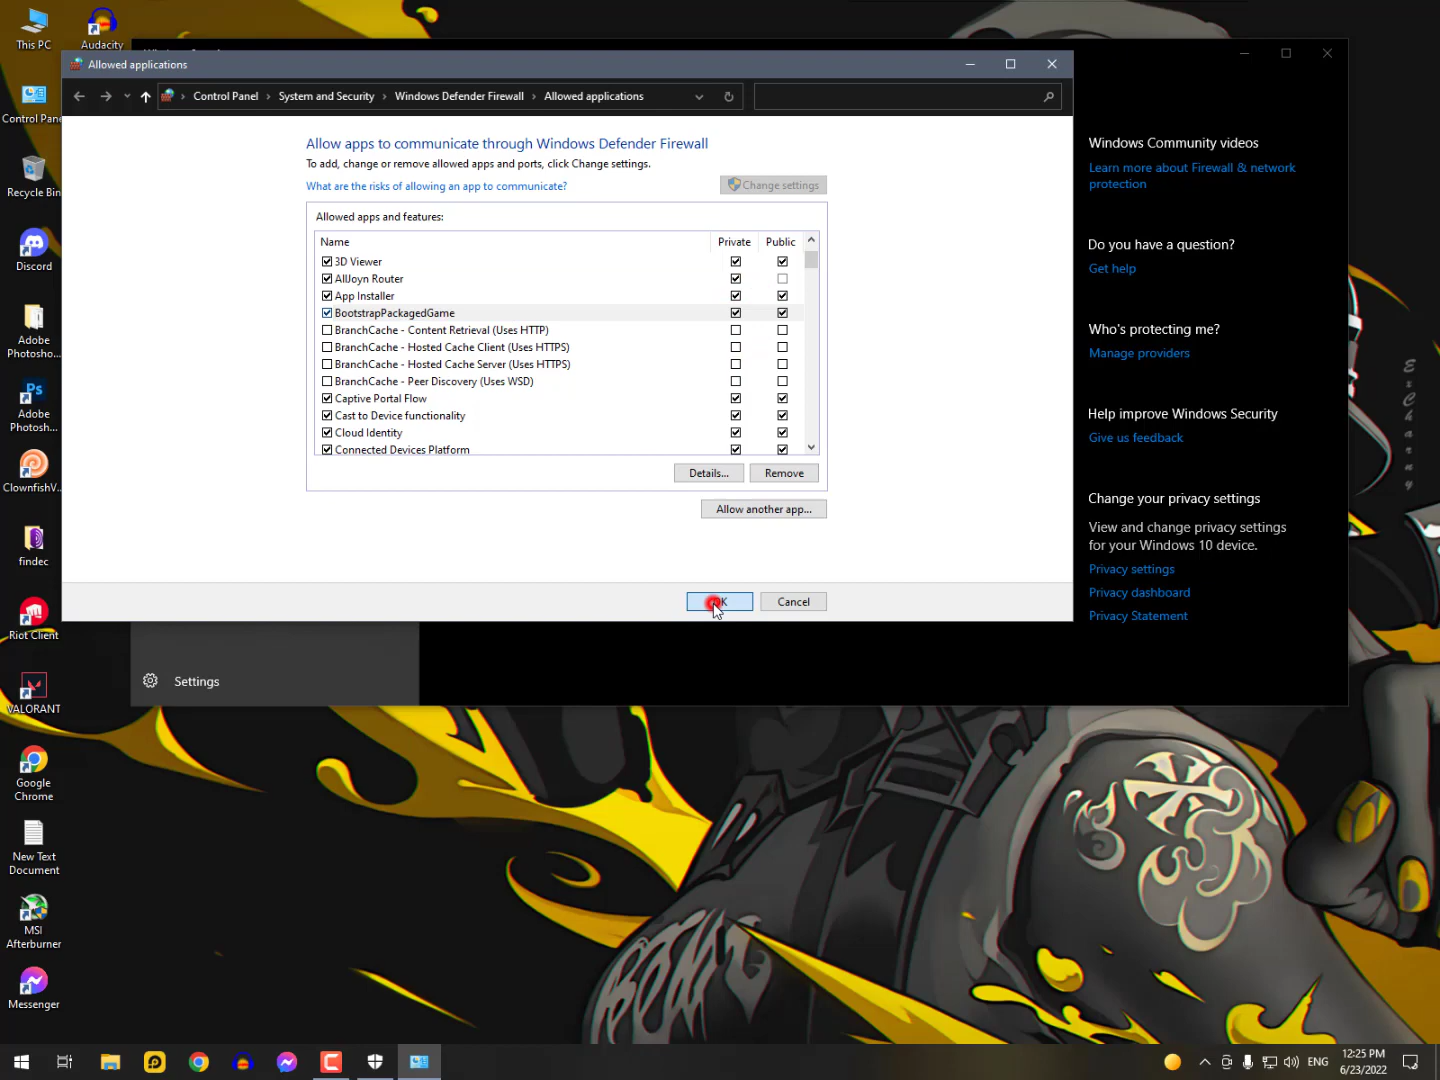 This PC
Audacity
Control Pane
Recycle Bin
Discord
Adobe
Photosho...
Adobe
Photosh...
ClownfishV...
findec
Riot Client
VALORANT
Google
Chrome
New Text
Document
MSI
Afterburner
Messenger
Allowed applications
Control Panel › System and Security › Windows Defender Firewall › Allowed applications
Allow apps to communicate through Windows Defender Firewall
To add, change or remove allowed apps and ports, click Change settings.
What are the risks of allowing an app to communicate?
Change settings
Allowed apps and features:
Name Private Public
3D Viewer
AllJoyn Router
App Installer
BootstrapPackagedGame
BranchCache - Content Retrieval (Uses HTTP)
BranchCache - Hosted Cache Client (Uses HTTPS)
BranchCache - Hosted Cache Server (Uses HTTPS)
BranchCache - Peer Discovery (Uses WSD)
Captive Portal Flow
Cast to Device functionality
Cloud Identity
Connected Devices Platform
Details... Remove
Allow another app...
OK Cancel
Settings
Windows Community videos
Learn more about Firewall & network
protection
Do you have a question?
Get help
Who's protecting me?
Manage providers
Help improve Windows Security
Give us feedback
Change your privacy settings
View and change privacy settings
for your Windows 10 device.
Privacy settings
Privacy dashboard
Privacy Statement
ExCharny
ENG
12:25 PM
6/23/2022